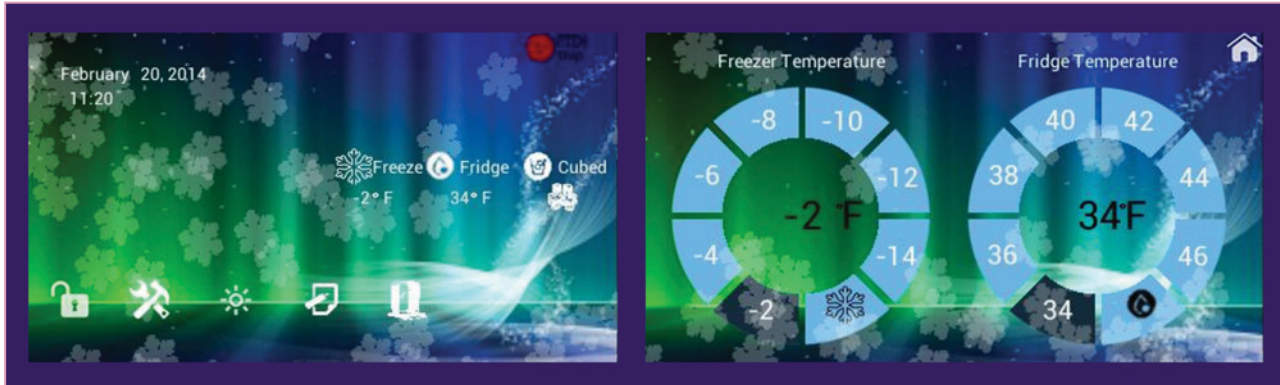 February 20, 2014
11:20
Freeze Fridge Cubed
-2° F 34° F
Freezer Temperature
-8 -10
-6 -12
-2 °F
-4 -14
-2
Fridge Temperature
40 42
38 44
34°F
36 46
34